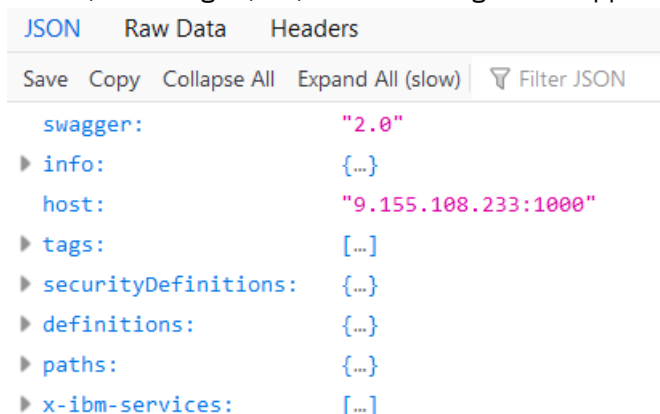 JSON Raw Data Headers
Save Copy Collapse All Expand All (slow) Filter JSON
swagger: "2.0"
info: {…}
host: "9.155.108.233:1000"
tags: […]
securityDefinitions: {…}
definitions: {…}
paths: {…}
x-ibm-services: […]